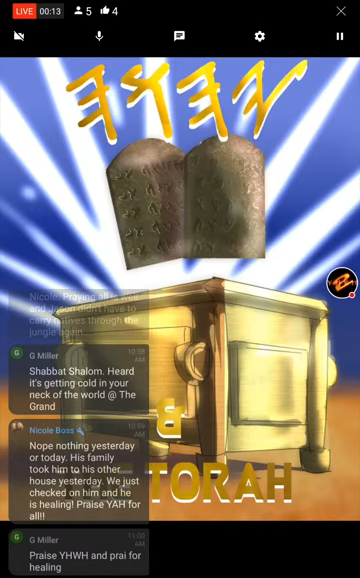 LIVE 00:13 5 4
𐤉𐤄𐤅𐤄
Nicole. Praying all is well
and Jason didn't have to
carry natives through the
jungle again.
G
G Miller
10:58
AM
Shabbat Shalom. Heard
it's getting cold in your
neck of the world @ The
Grand
Nicole Boss
10:59
AM
Nope nothing yesterday
or today. His family
took him to his other
house yesterday. We just
checked on him and he
is healing! Praise YAH for
all!!
&
TORAH
G
G Miller
11:00
AM
Praise YHWH and prai for
healing